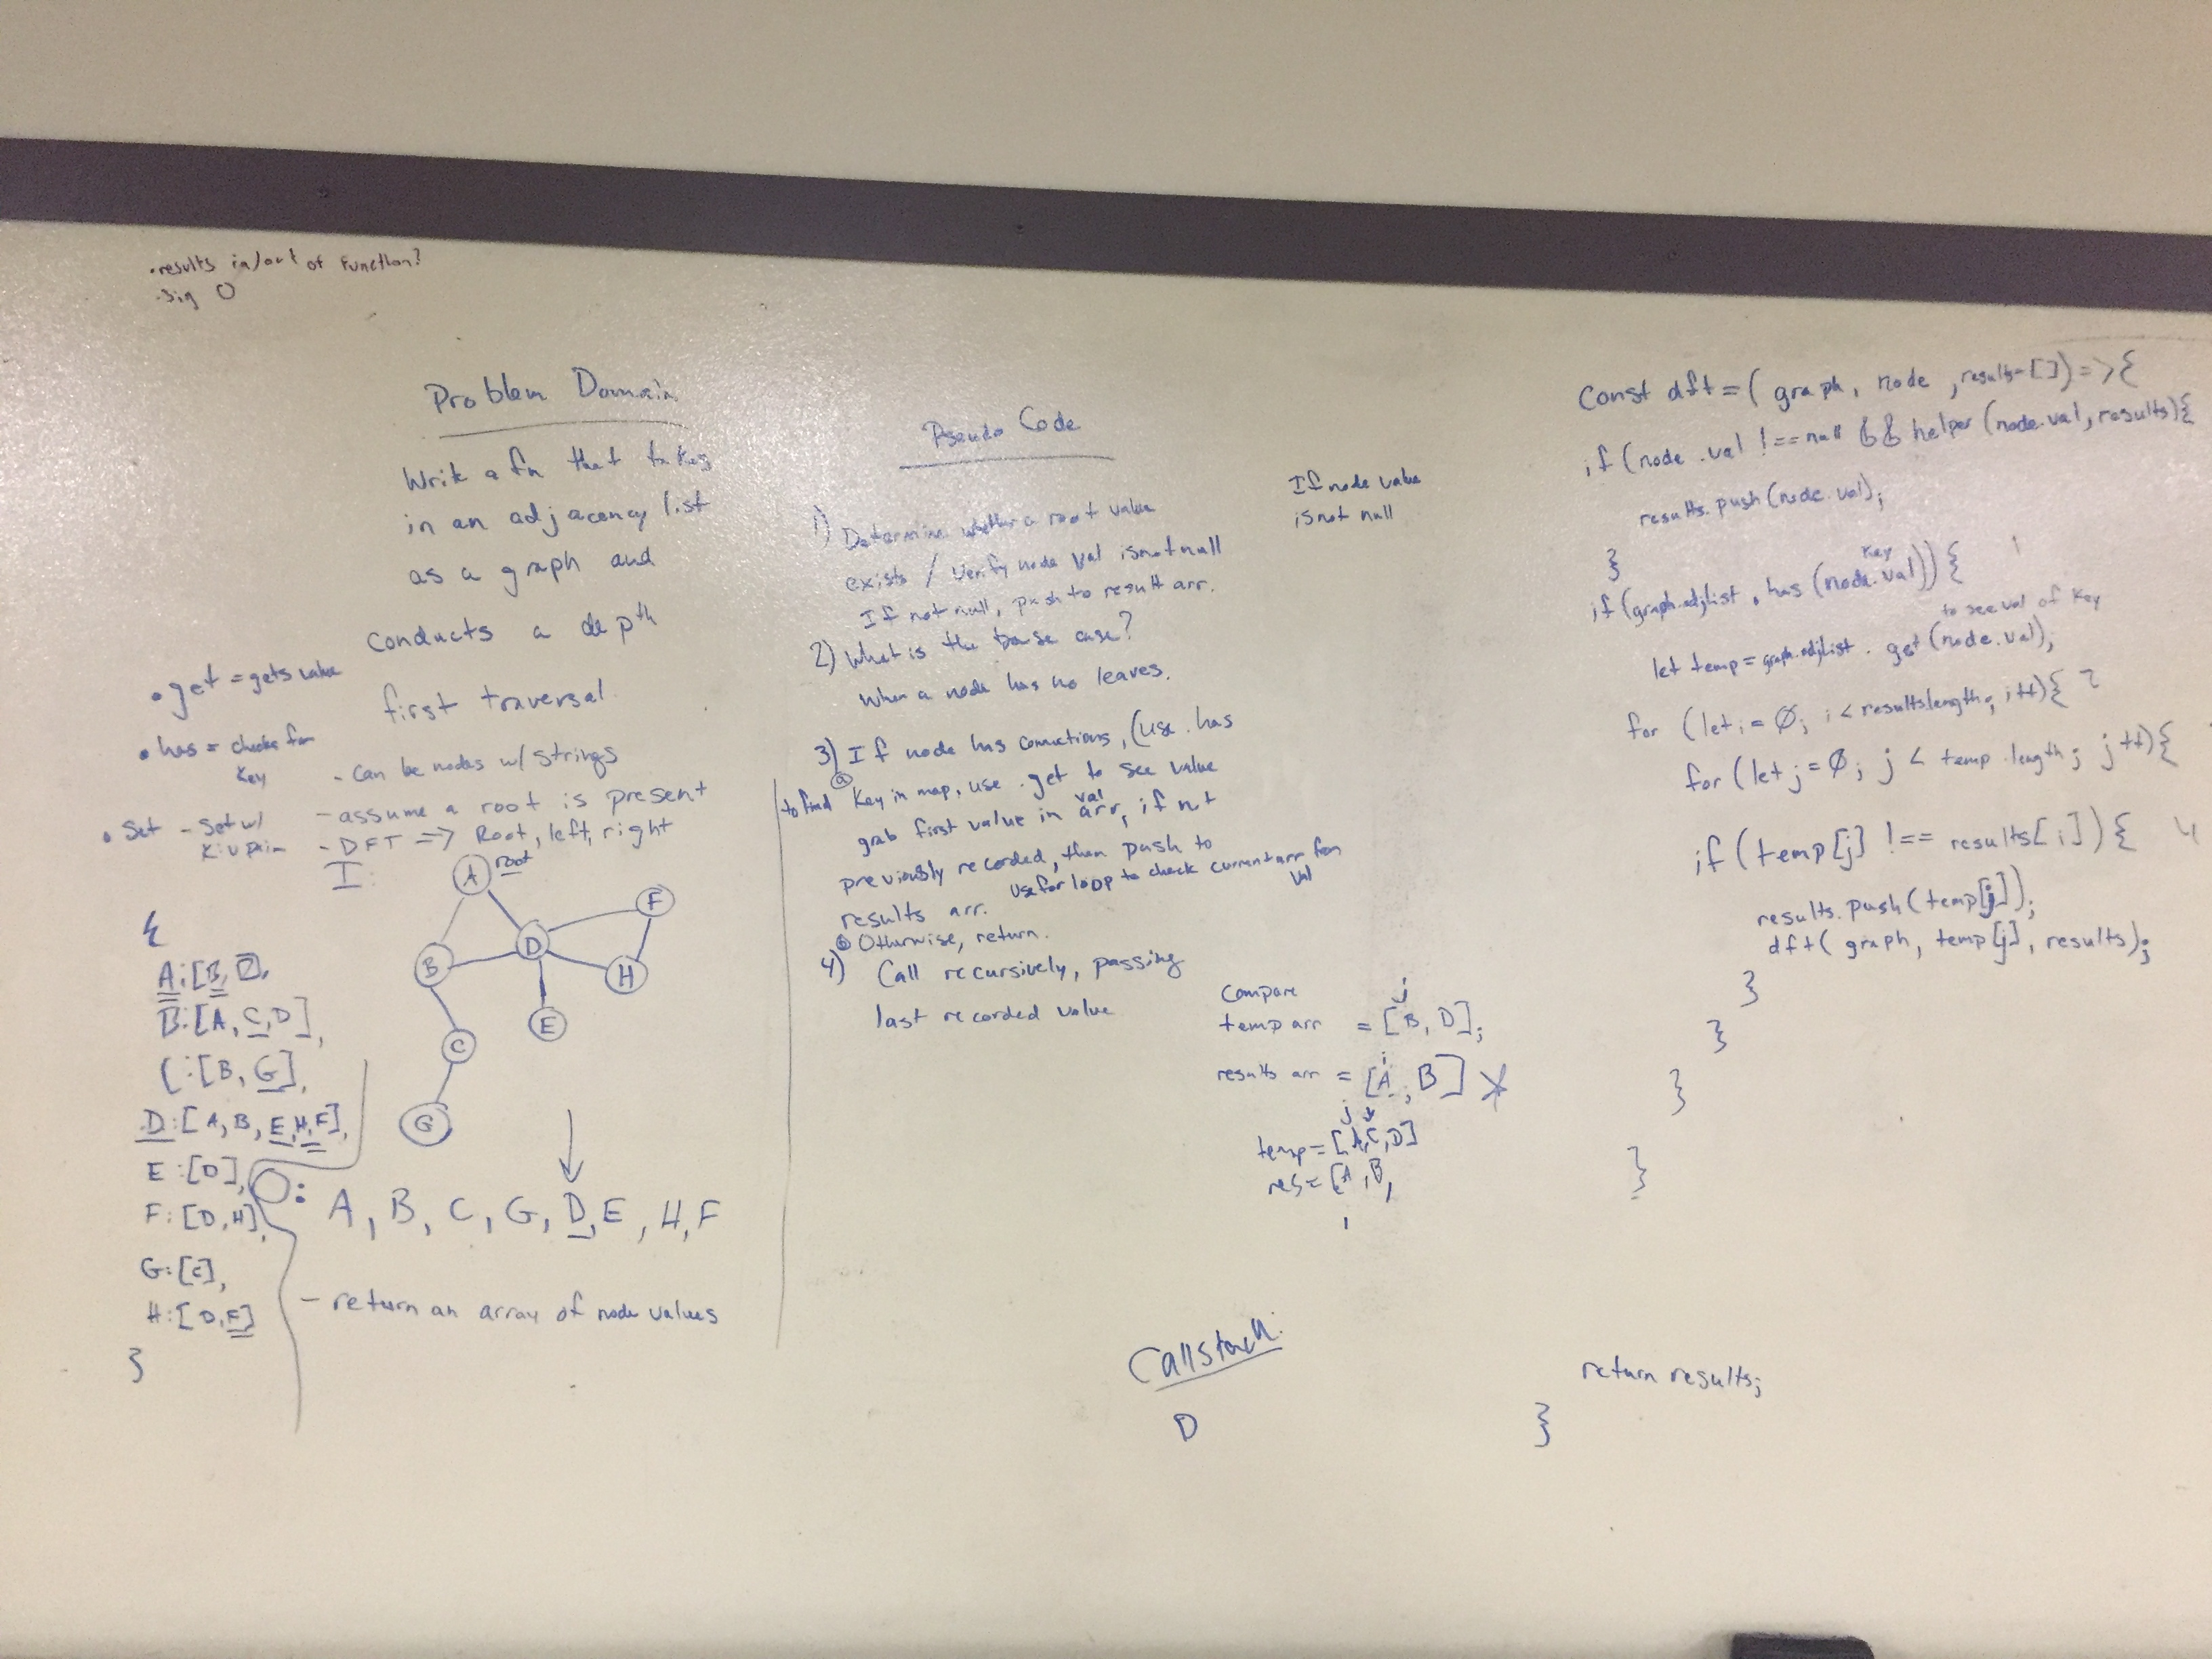 • results in/out of function?
• Big O
Problem Domain
Write a fn that takes
in an adjacency list
as a graph and
conducts a depth
first traversal.
• get = gets value
• has = checks for
key
• Set - Set w/
K:V pair
- can be nodes w/ strings
- assume a root is present
- DFT => Root, left, right
I:
A root
F
D
B
H
E
C
G
{
A: [B, D],
B: [A, C, D],
C: [B, G],
D: [A, B, E, H, F],
E: [D],
F: [D, H],
G: [C],
H: [D, F]
}
O: A, B, C, G, D, E, H, F
- return an array of node values
Pseudo Code
1) Determine whether a root value
exists / Verify node val is not null
If not null, push to result arr.
2) What is the base case?
When a node has no leaves.
3) If node has connections, (use .has
a
to find key in map, use .get to see value
grab first value in val arr, if not
previously recorded, then push to
results arr. use for loop to check current arr for
val
b Otherwise, return.
4) Call recursively, passing
last recorded value
If node value
is not null
j
Compare
temp arr = [B, D];
i
results arr = [A, B]
j
temp = [A, C, D]
res = [A, B,
Callstack:
D
const dft = ( graph, node, results=[]) => {
if (node.val !== null && helper (node.val, results){
results.push(node.val);
}
key
if (graph.adjlist.has (node.val)) { 1
to see val of key
let temp = graph.adjList.get (node.val);
for (let i = Ø; i < results.length; i++){ 2
for (let j = Ø; j < temp.length; j++){
if (temp[j] !== results[i]) { 4
results.push(temp[j]);
dft( graph, temp[j], results);
}
}
}
}
return results;
}